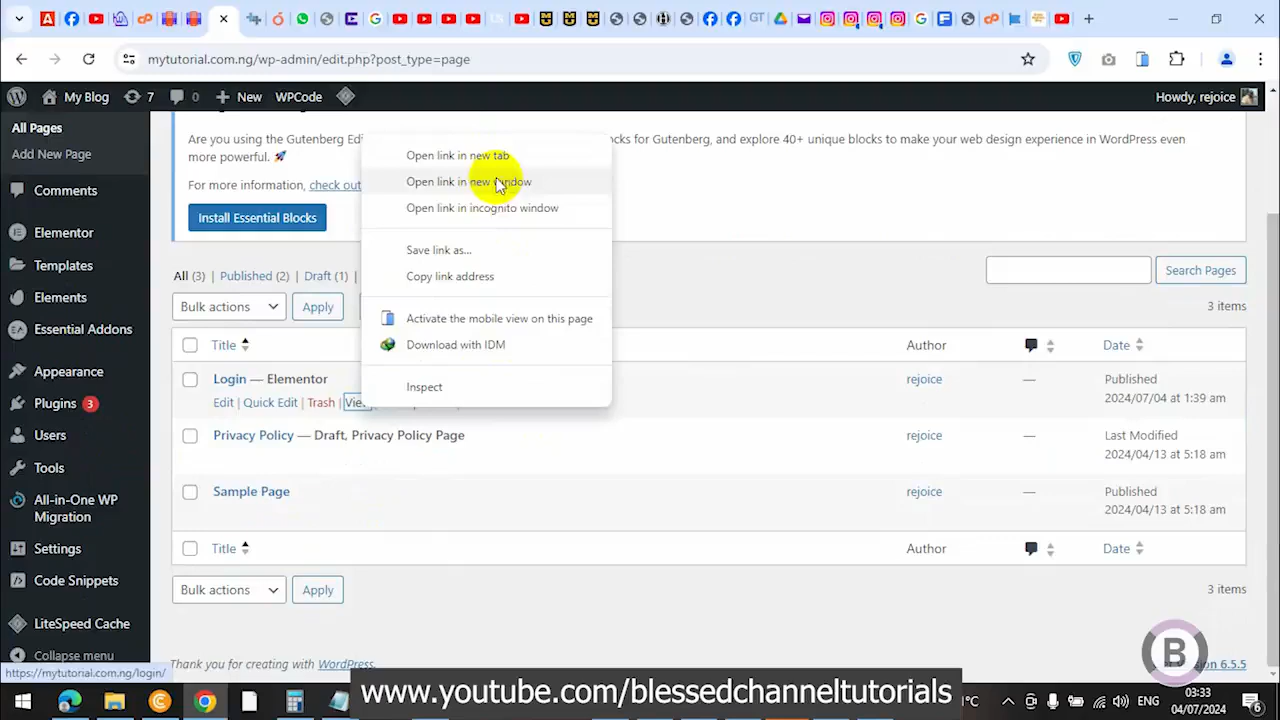 mytutorial.com.ng/wp-admin/edit.php?post_type=page
My Blog
7
0
New
WPCode
Howdy, rejoice
All Pages
Add New Page
Comments
Elementor
Templates
Elements
Essential Addons
Appearance
Plugins 3
Users
Tools
All-in-One WP
Migration
Settings
Code Snippets
LiteSpeed Cache
Collapse menu
Are you using the Gutenberg Edi
cks for Gutenberg, and explore 40+ unique blocks to make your web design experience in WordPress even
more powerful. 🚀
For more information, check out
Install Essential Blocks
Open link in new tab
Open link in new window
Open link in incognito window
Save link as...
Copy link address
Activate the mobile view on this page
Download with IDM
Inspect
All (3) | Published (2) | Draft (1) |
Search Pages
Bulk actions
Apply
3 items
Title
Author
Date
Login — Elementor
rejoice
—
Published
2024/07/04 at 1:39 am
Edit | Quick Edit | Trash | Vie
Privacy Policy — Draft, Privacy Policy Page
rejoice
—
Last Modified
2024/04/13 at 5:18 am
Sample Page
rejoice
—
Published
2024/04/13 at 5:18 am
Title
Author
Date
Bulk actions
Apply
3 items
Thank you for creating with WordPress.
6.5.5
B
https://mytutorial.com.ng/login/
www.youtube.com/blessedchanneltutorials
°C
ENG
03:33
04/07/2024
6